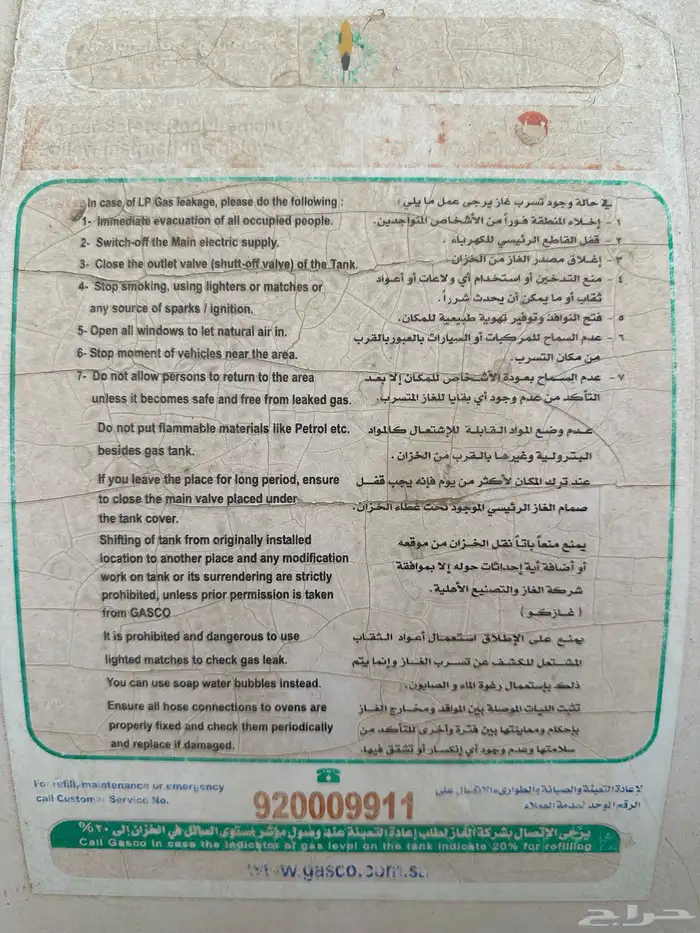 In case, of LP Gas leakage, please do the following :
1- Immediate evacuation of all occupied people.
2- Switch-off the Main electric supply.
3- Close the outlet valve (shutt-off valve) of the Tank.
4- Stop smoking, using lighters or matches or
any source of sparks / ignition.
5- Open all windows to let natural air in.
6- Stop moment of vehicles near the area.
7- Do not allow persons to return to the area
unless it becomes safe and free from leaked gas.
Do not put flammable materials like Petrol etc.
besides gas tank.
If you leave the place for long period, ensure
to close the main valve placed under
the tank cover.
Shifting of tank from originally installed
location to another place and any modification
work on tank or its surrendering are strictly
prohibited, unless prior permission is taken
from GASCO
It is prohibited and dangerous to use
lighted matches to check gas leak.
You can use soap water bubbles instead.
Ensure all hose connections to ovens are
properly fixed and check them periodically
and replace if damaged.
في حالة وجود تسرب غاز يرجى عمل ما يلي :
١ - إخلاء المنطقة فوراً من الأشخاص المتواجدين.
٢ - قفل القاطع الرئيسي للكهرباء .
٣ - إغلاق مصدر الغاز من الخزان.
٤ - منع التدخين أو استخدام أي ولاعات أو أعواد
ثقاب أو ما يمكن أن يحدث شرراً.
٥ - فتح النوافذ وتوفير تهوية طبيعية للمكان.
٦ - عدم السماح للمركبات أو السيارات بالعبور بالقرب
من مكان التسرب.
٧ - عدم السماح بعودة الأشخاص للمكان إلا بعد
التأكد من عدم وجود أي بقايا للغاز المتسرب.
عدم وضع المواد القابلة للإشتعال كالمواد
البترولية وغيرها بالقرب من الخزان .
عند ترك المكان لأكثر من يوم فإنه يجب قفل
صمام الغاز الرئيسي الموجود تحت غطاء الخزان.
يمنع منعاً باتاً نقل الخزان من موقعه
أو أضافة أية إحداثات حوله إلا بموافقة
شركة الغاز والتصنيع الأهلية.
( غازكو )
يمنع على الإطلاق استعمال أعواد الثقاب
المشتعل للكشف عن تسرب الغاز وإنما يتم
ذلك بإستعمال رغوة الماء و الصابون.
تثبت الليات الموصلة بين المواقد ومخارج الغاز
بإحكام ومعاينتها بين فترة وأخرى للتأكد من
سلامتها وعدم وجود أي إنكسار أو تشقق فيها.
For refill, maintenance or emergency
call Customer Service No.
920009911
لإعادة التعبئة والصيانة والطوارىء الاتصال على
الرقم الموحد لخدمة العملاء
يرجى الإتصال بشركة الغاز لطلب إعادة التعبئة عند وصول مؤشر مستوى السائل في الخزان إلى ٢٠%
Call Gasco in case the indicator of gas level on the tank indicate 20% for refilling
www.gasco.com.sa
حراج